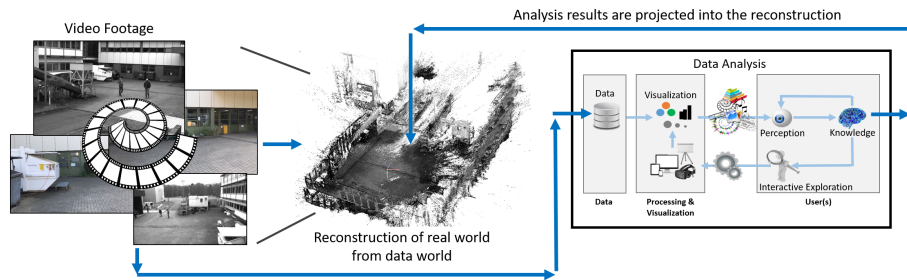 Analysis results are projected into the reconstruction
Video Footage
Data Analysis
Data
Visualization
Perception
Knowledge
Interactive Exploration
Data
Processing &
Visualization
User(s)
Reconstruction of real world
from data world